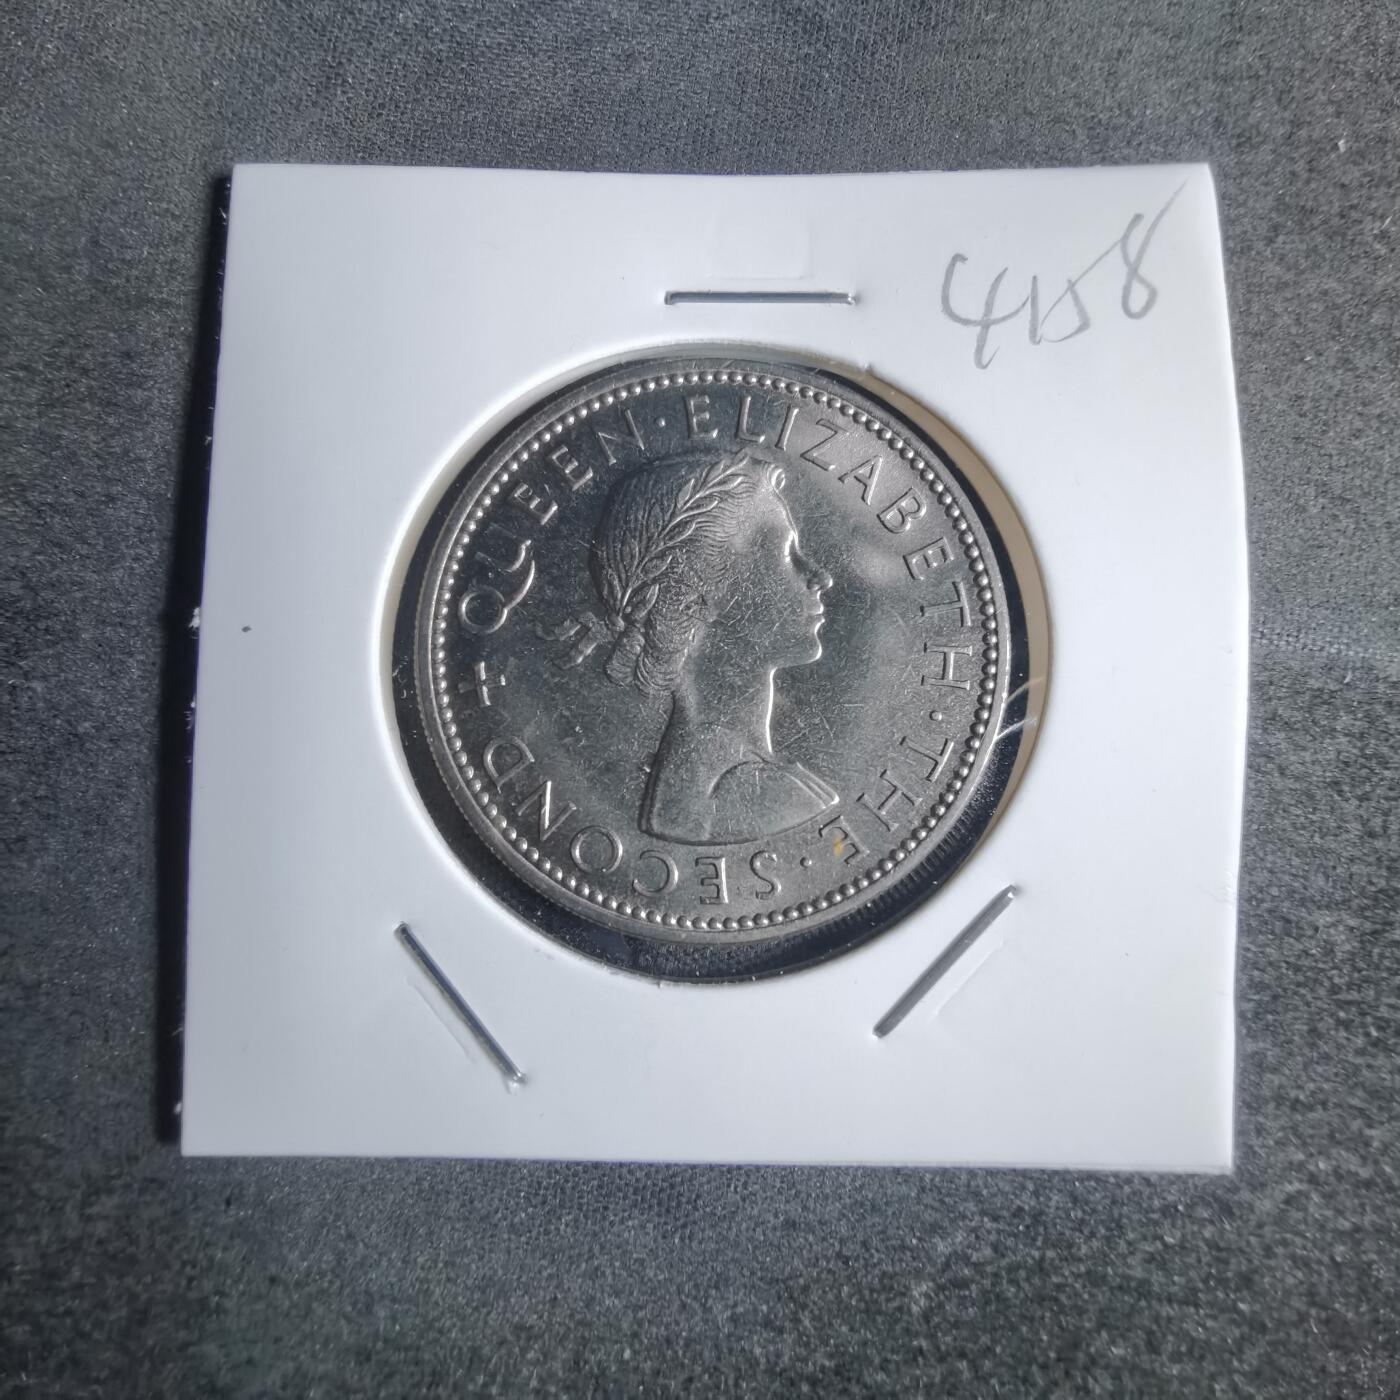 4158
+ QUEEN · ELIZABETH · THE · SECOND